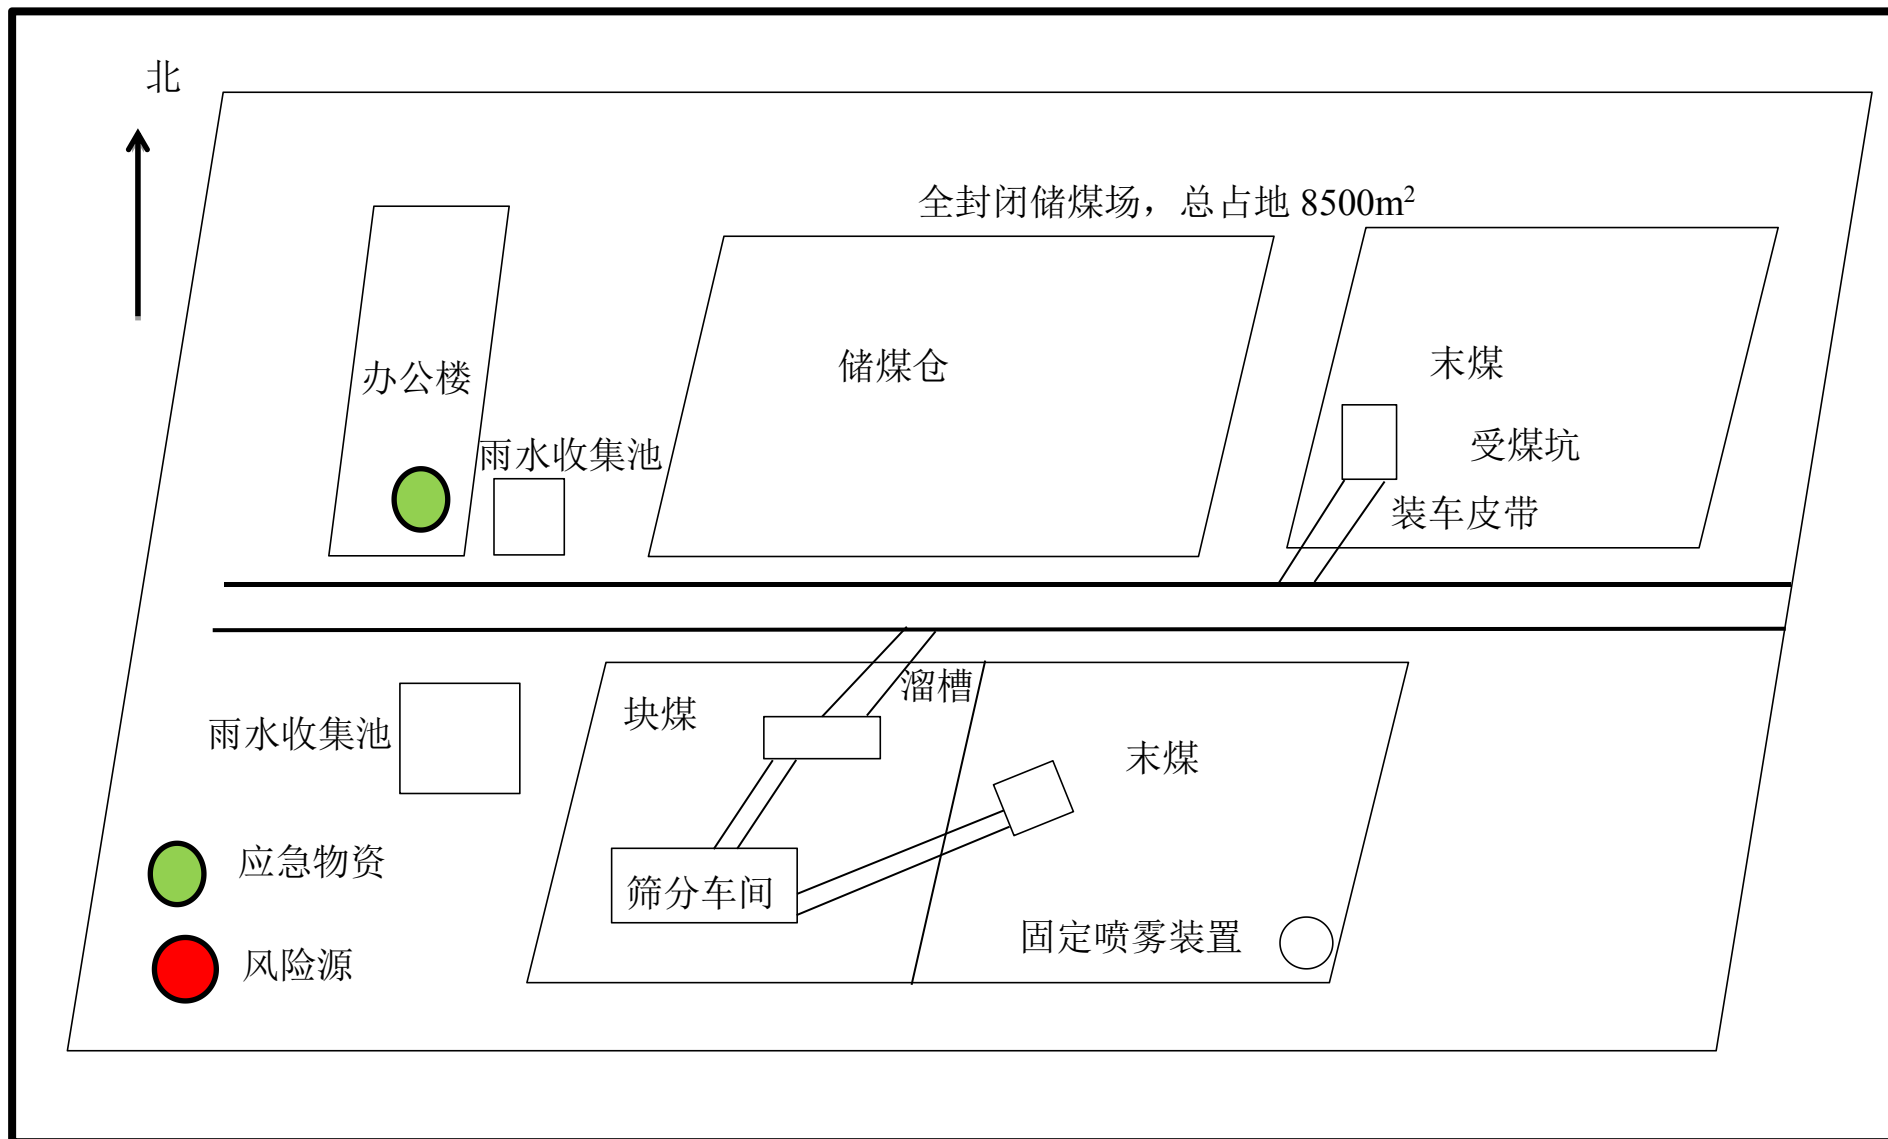 北
全封闭储煤场，总占地 8500m²
办公楼
储煤仓
末煤
雨水收集池
受煤坑
装车皮带
溜槽
块煤
雨水收集池
末煤
应急物资
筛分车间
固定喷雾装置
风险源